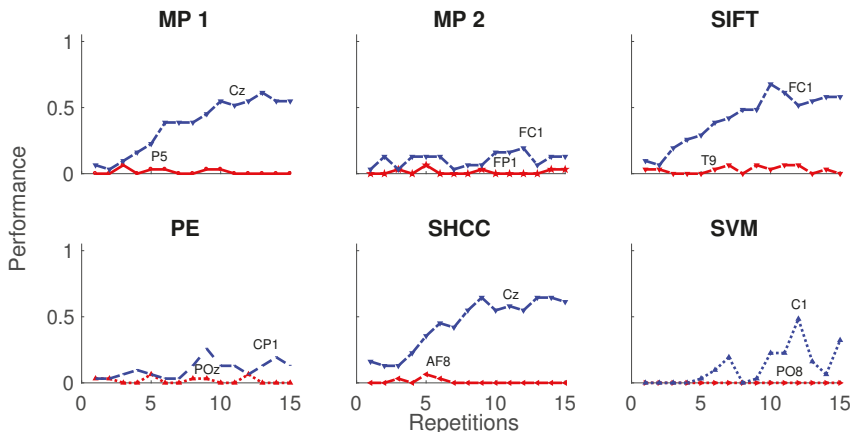 MP 1
MP 2
SIFT
1
0.5
0
Cz
P5
FC1
FP1
FC1
T9
Performance
PE
SHCC
SVM
1
0.5
0
CP1
POz
Cz
AF8
C1
PO8
0 5 10 15
0 5 10 15
0 5 10 15
Repetitions